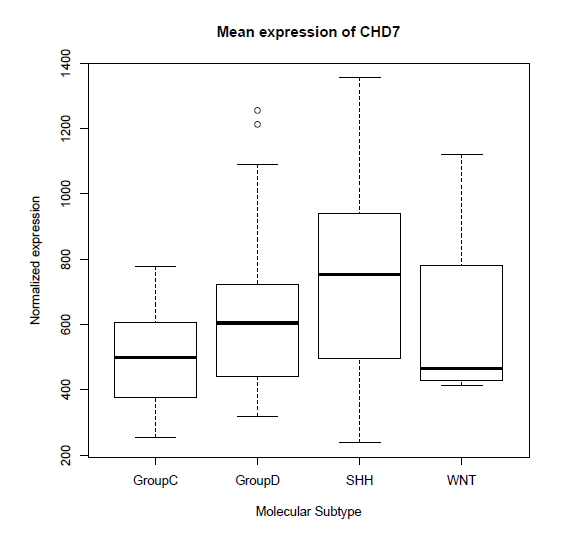 Mean expression of CHD7
1400
1200
1000
800
600
400
200
Normalized expression
GroupC GroupD SHH WNT
Molecular Subtype